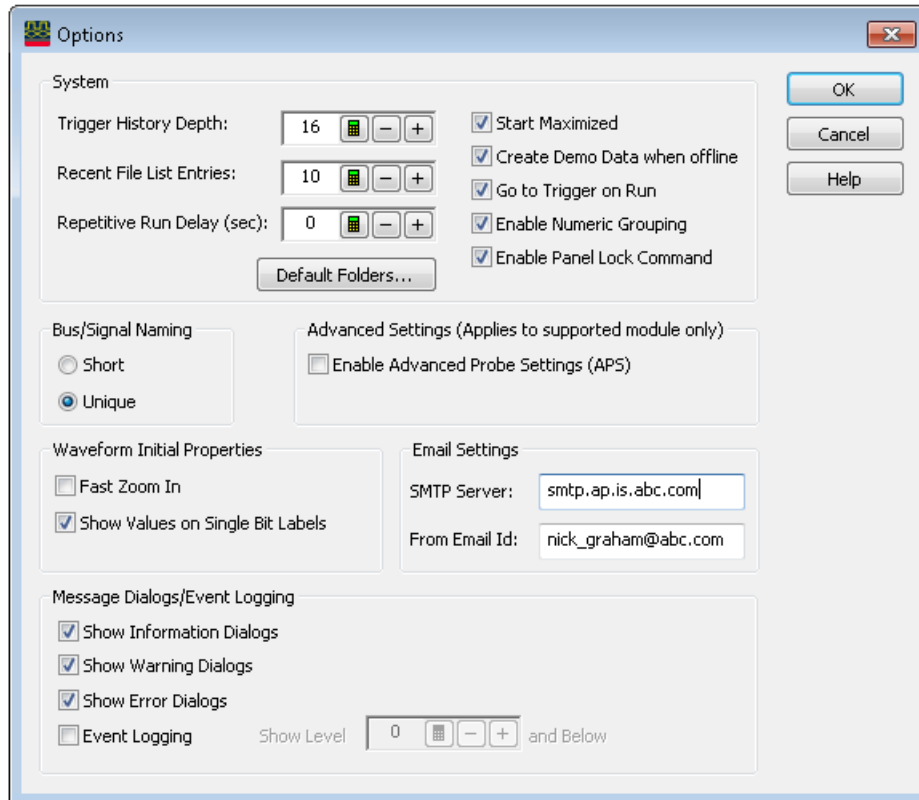 Options
System
OK
Trigger History Depth: 16 − +
Start Maximized
Create Demo Data when offline
Cancel
Recent File List Entries: 10 − +
Go to Trigger on Run
Help
Repetitive Run Delay (sec): 0 − +
Enable Numeric Grouping
Enable Panel Lock Command
Default Folders...
Bus/Signal Naming
Short
Unique
Advanced Settings (Applies to supported module only)
Enable Advanced Probe Settings (APS)
Waveform Initial Properties
Fast Zoom In
Show Values on Single Bit Labels
Email Settings
SMTP Server: smtp.ap.is.abc.com
From Email Id: nick_graham@abc.com
Message Dialogs/Event Logging
Show Information Dialogs
Show Warning Dialogs
Show Error Dialogs
Event Logging Show Level 0 − + and Below